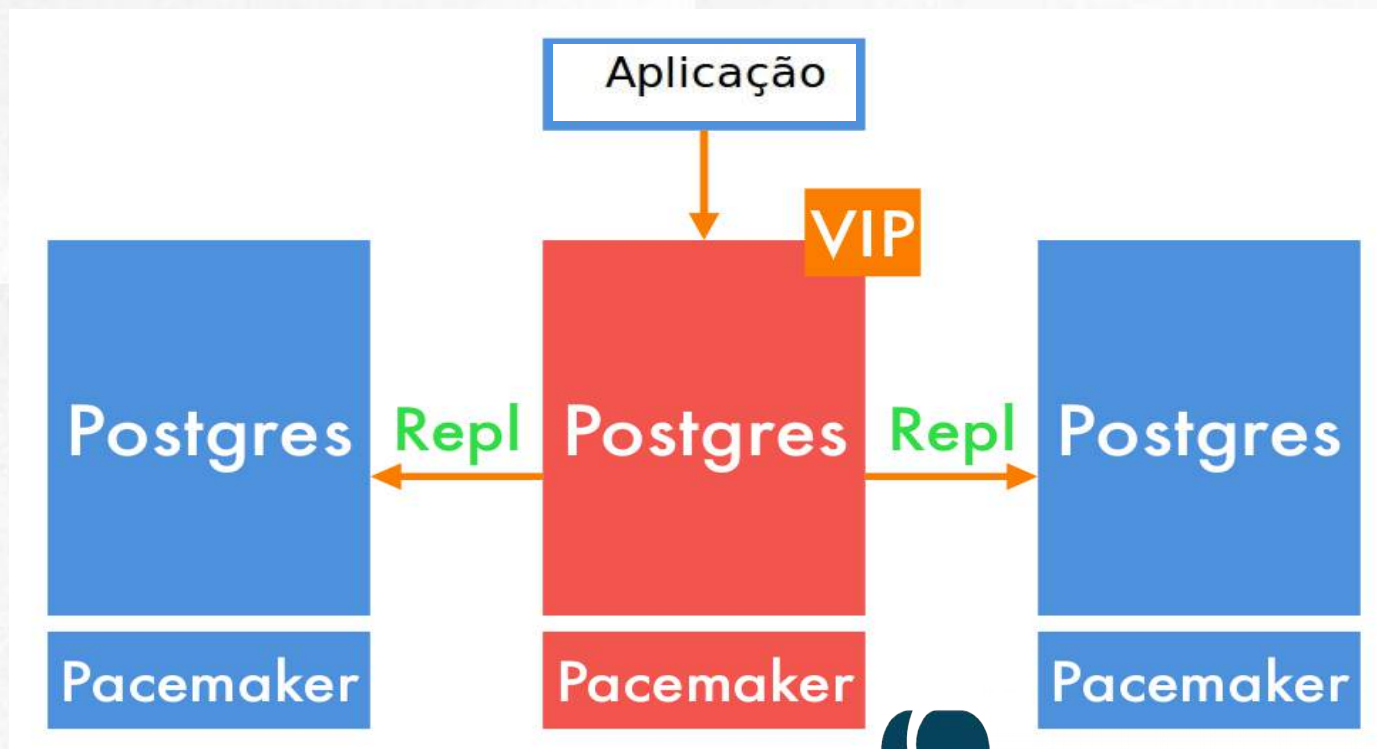 Aplicação
VIP
Postgres
Repl
Postgres
Repl
Postgres
Pacemaker
Pacemaker
Pacemaker